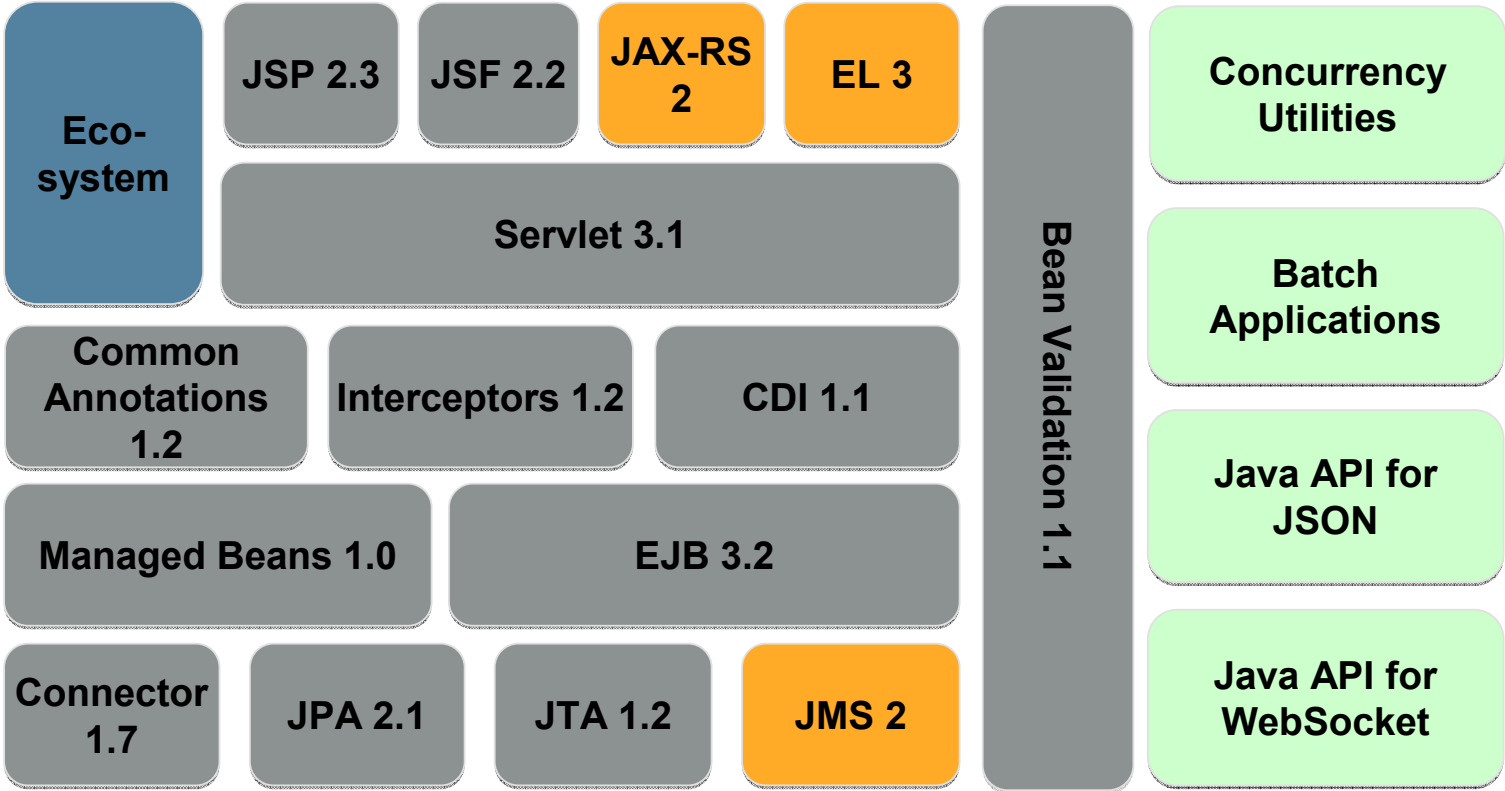 Eco-
system
JSP 2.3
JSF 2.2
JAX-RS
2
EL 3
Servlet 3.1
Common
Annotations
1.2
Interceptors 1.2
CDI 1.1
Managed Beans 1.0
EJB 3.2
Connector
1.7
JPA 2.1
JTA 1.2
JMS 2
Bean Validation 1.1
Concurrency
Utilities
Batch
Applications
Java API for
JSON
Java API for
WebSocket